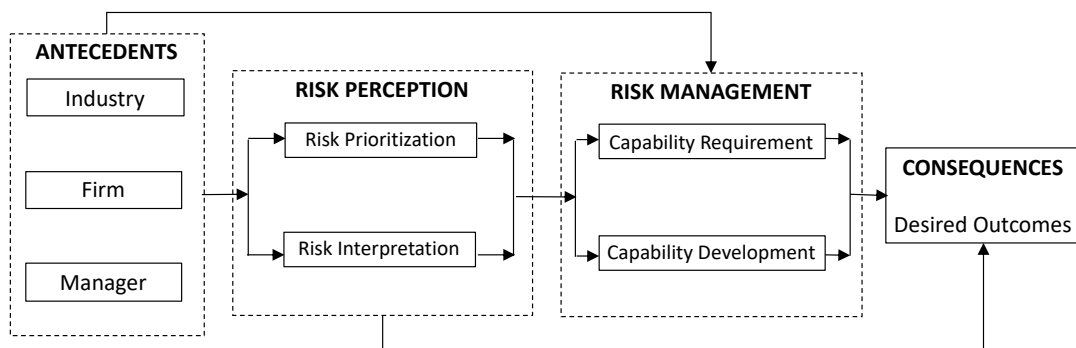 ANTECEDENTS
Industry
Firm
Manager
RISK PERCEPTION
Risk Prioritization
Risk Interpretation
RISK MANAGEMENT
Capability Requirement
Capability Development
CONSEQUENCES
Desired Outcomes